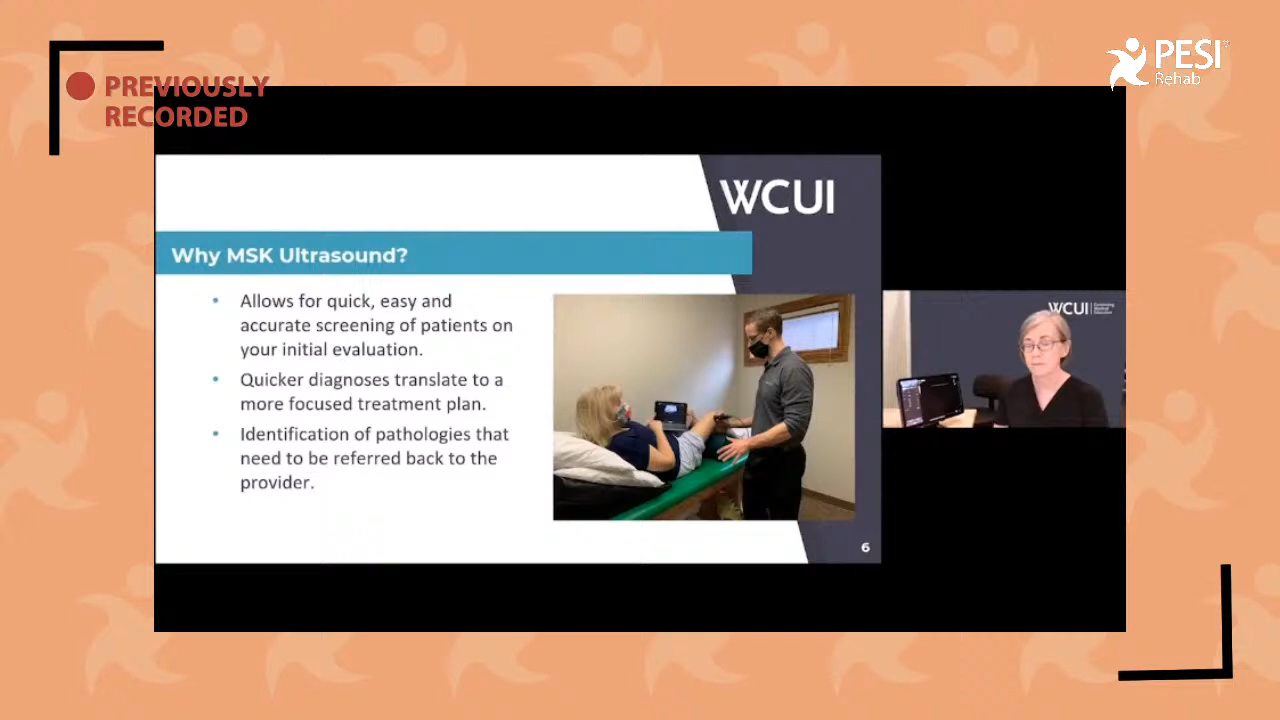 PREVIOUSLY
RECORDED
PESI
Rehab
WCUI
Why MSK Ultrasound?
• Allows for quick, easy and
accurate screening of patients on
your initial evaluation.
• Quicker diagnoses translate to a
more focused treatment plan.
• Identification of pathologies that
need to be referred back to the
provider.
6
WCUI